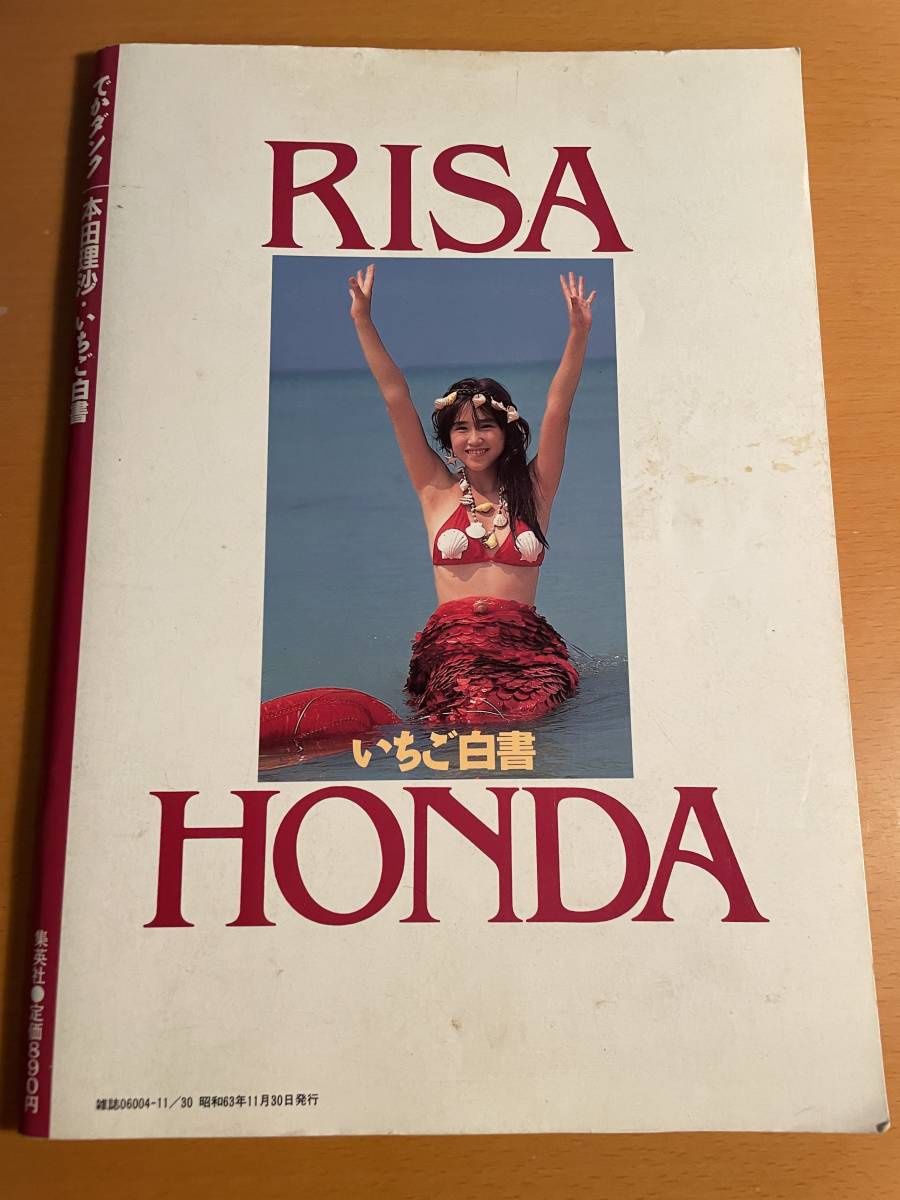 でかダンク 本田理沙・いちご白書
集英社●定価890円
RISA
いちご白書
HONDA
雑誌06004-11/30 昭和63年11月30日発行